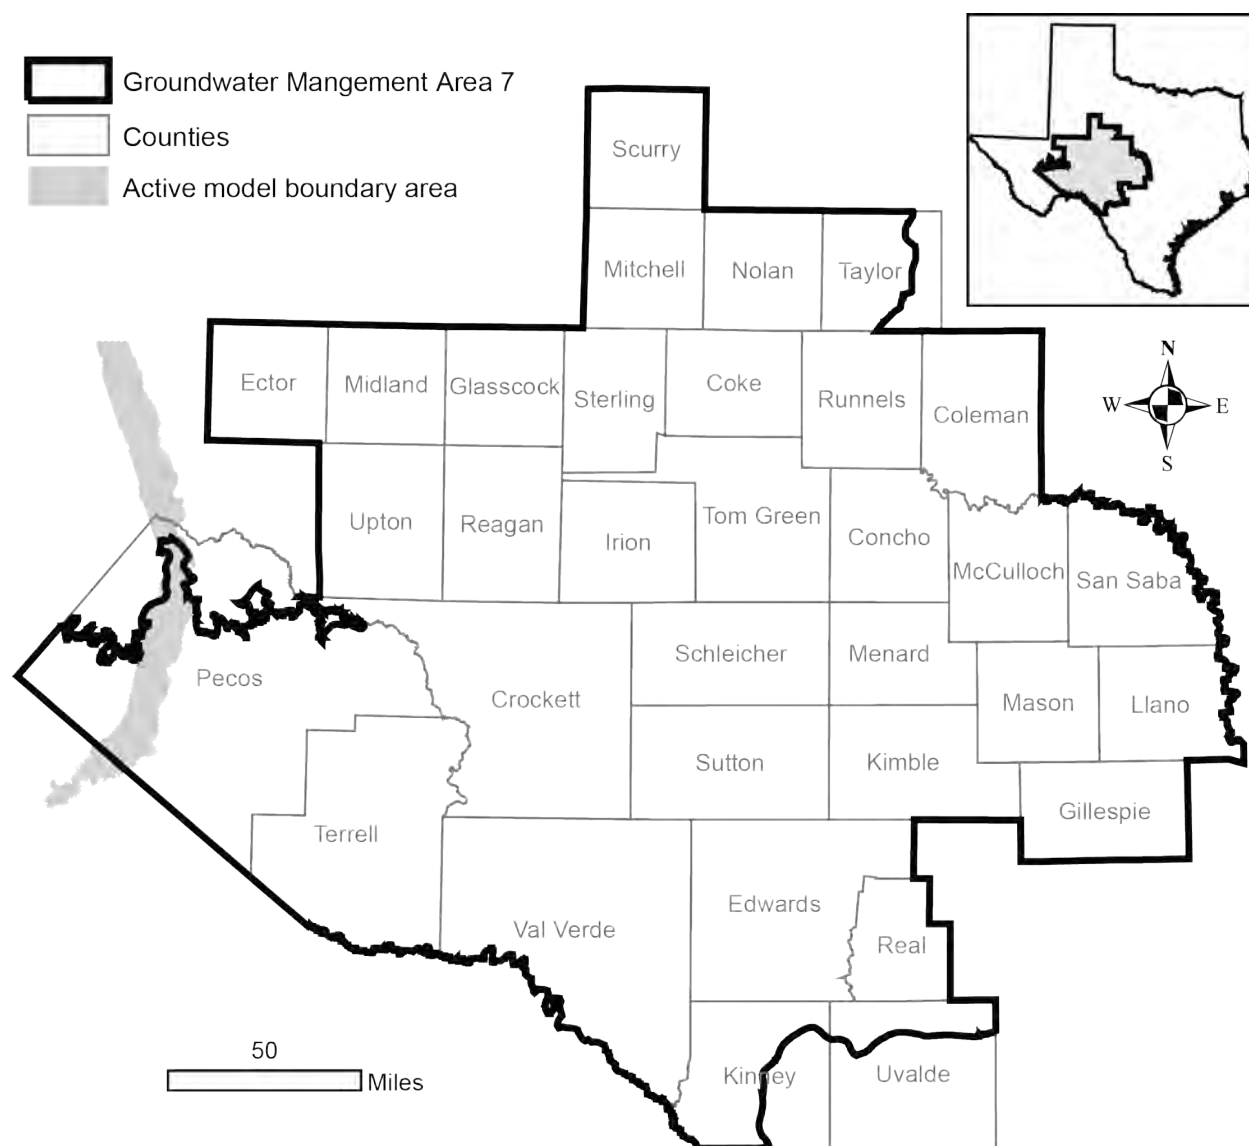 Groundwater Mangement Area 7
Counties
Active model boundary area
Scurry
Mitchell
Nolan
Taylor
Ector
Midland
Glasscock
Sterling
Coke
Runnels
Coleman
N
W
E
S
Upton
Reagan
Irion
Tom Green
Concho
McCulloch
San Saba
Pecos
Crockett
Schleicher
Menard
Mason
Llano
Sutton
Kimble
Gillespie
Terrell
Val Verde
Edwards
Real
Kinney
Uvalde
50
Miles